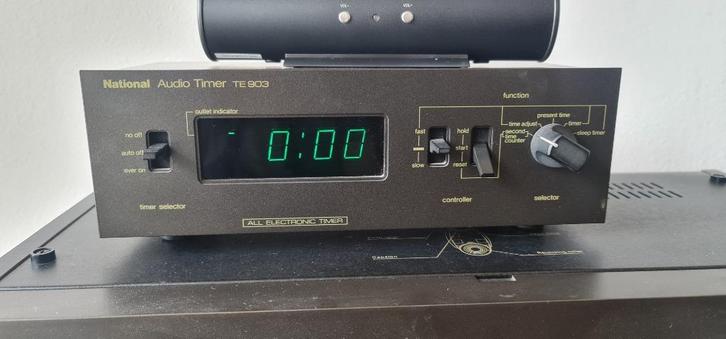 VOL- VOL+
National Audio Timer TE 903
outlet indicator
no off
auto off
ever on
timer selector
0:00
ALL ELECTRONIC TIMER
function
fast
slow
hold
start
reset
controller
present time
time adjust
timer
second time counter
sleep timer
selector
Caution